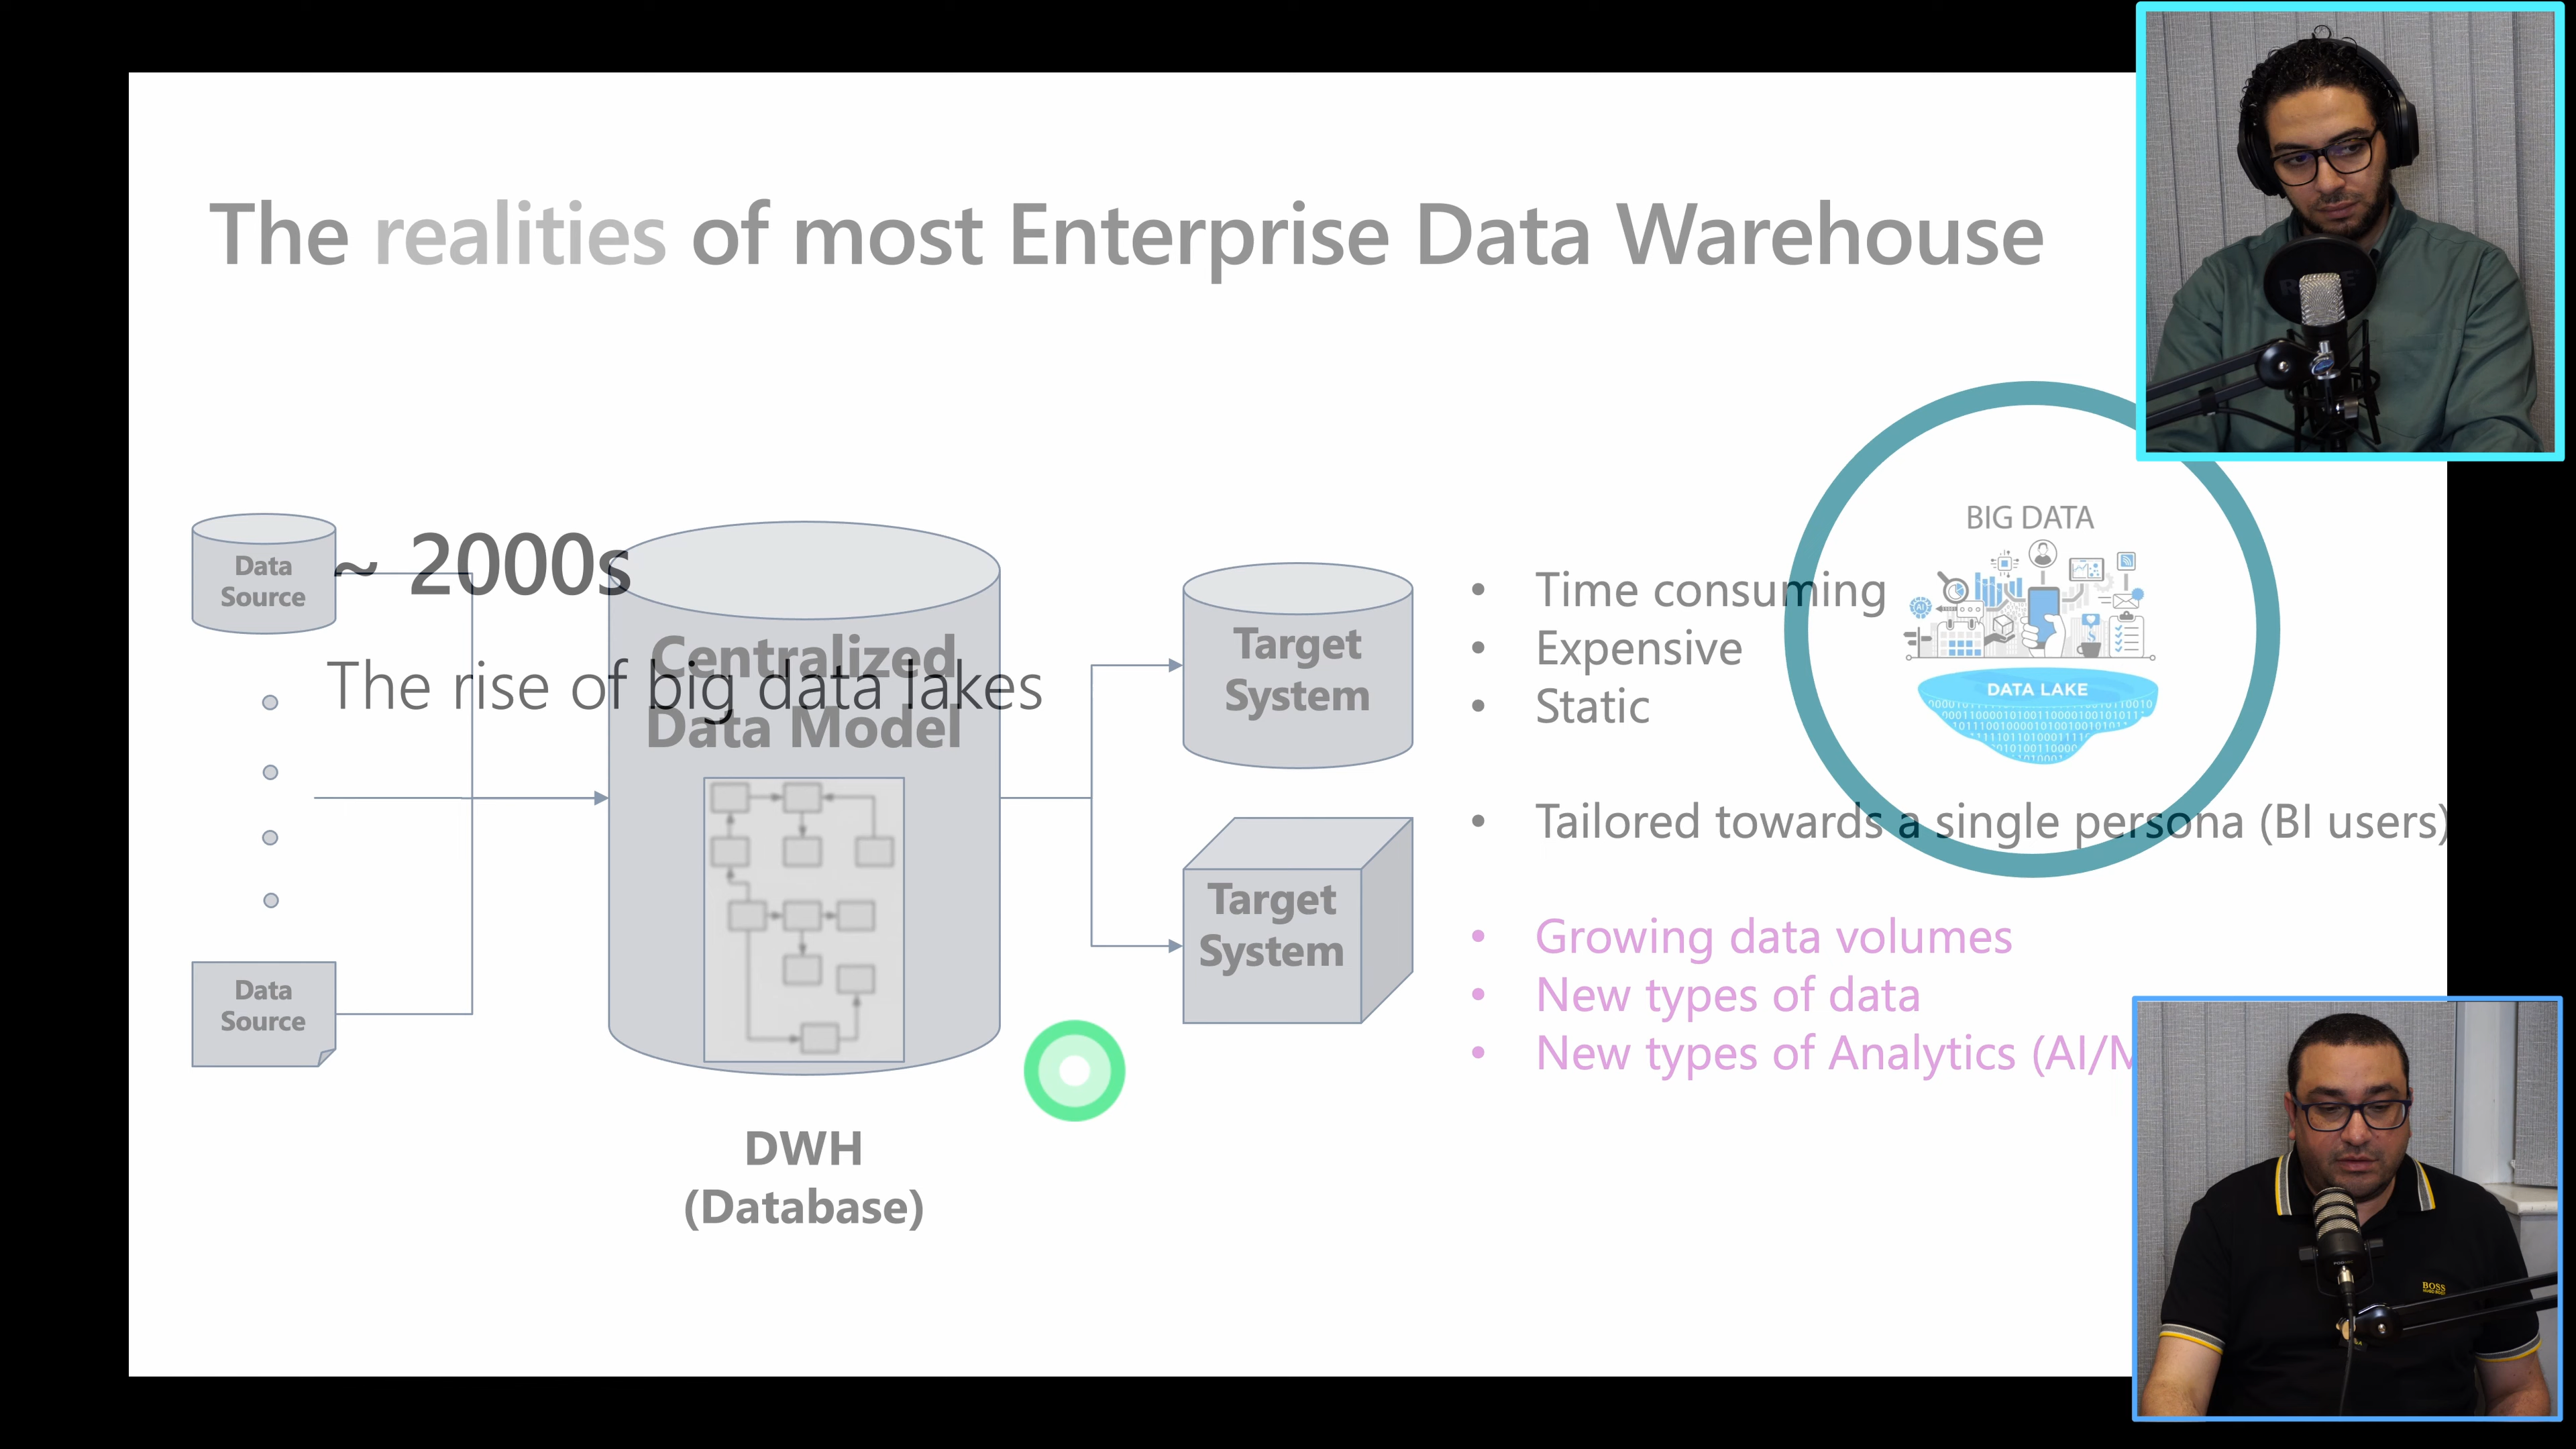 The realities of most Enterprise Data Warehouse
~ 2000s
The rise of big data lakes
Data
Source
Data
Source
Centralized
Data Model
DWH
(Database)
Target
System
Target
System
• Time consuming
• Expensive
• Static
• Tailored towards a single persona (BI users)
• Growing data volumes
• New types of data
• New types of Analytics (AI/M
BIG DATA
AI
DATA LAKE
BOSS